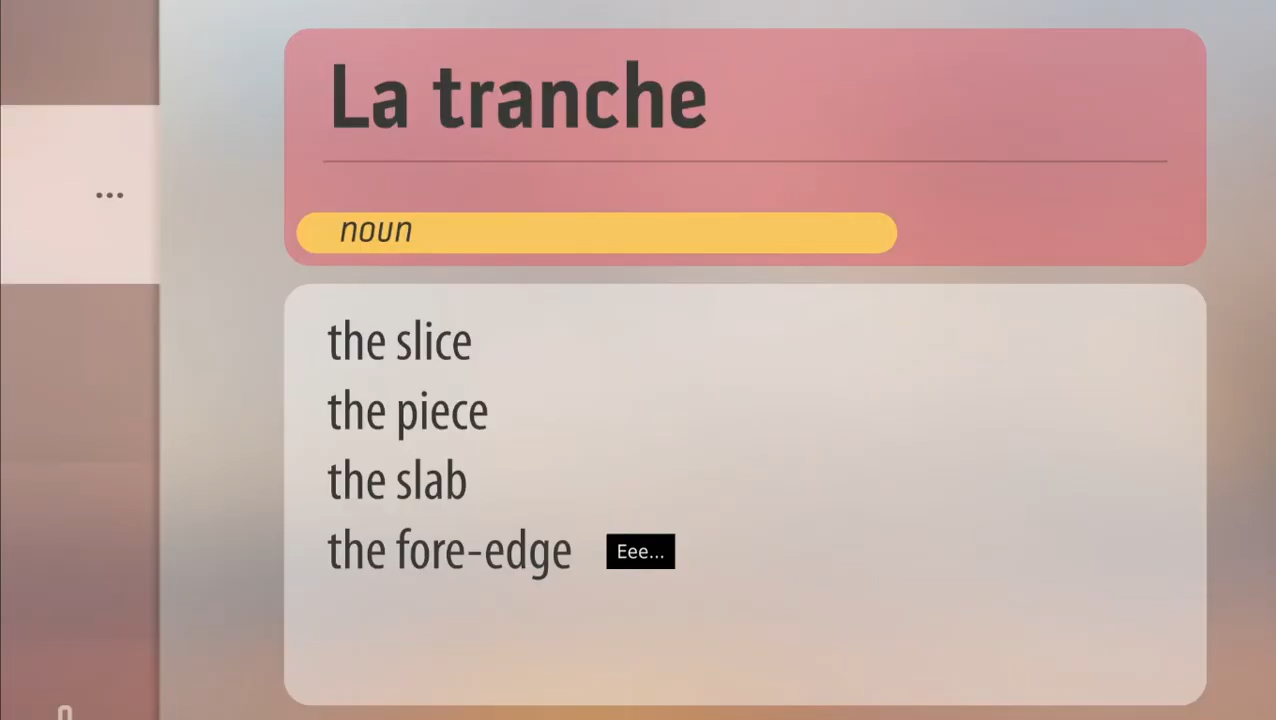 La tranche
...
noun
the slice
the piece
the slab
the fore-edge
Eee...